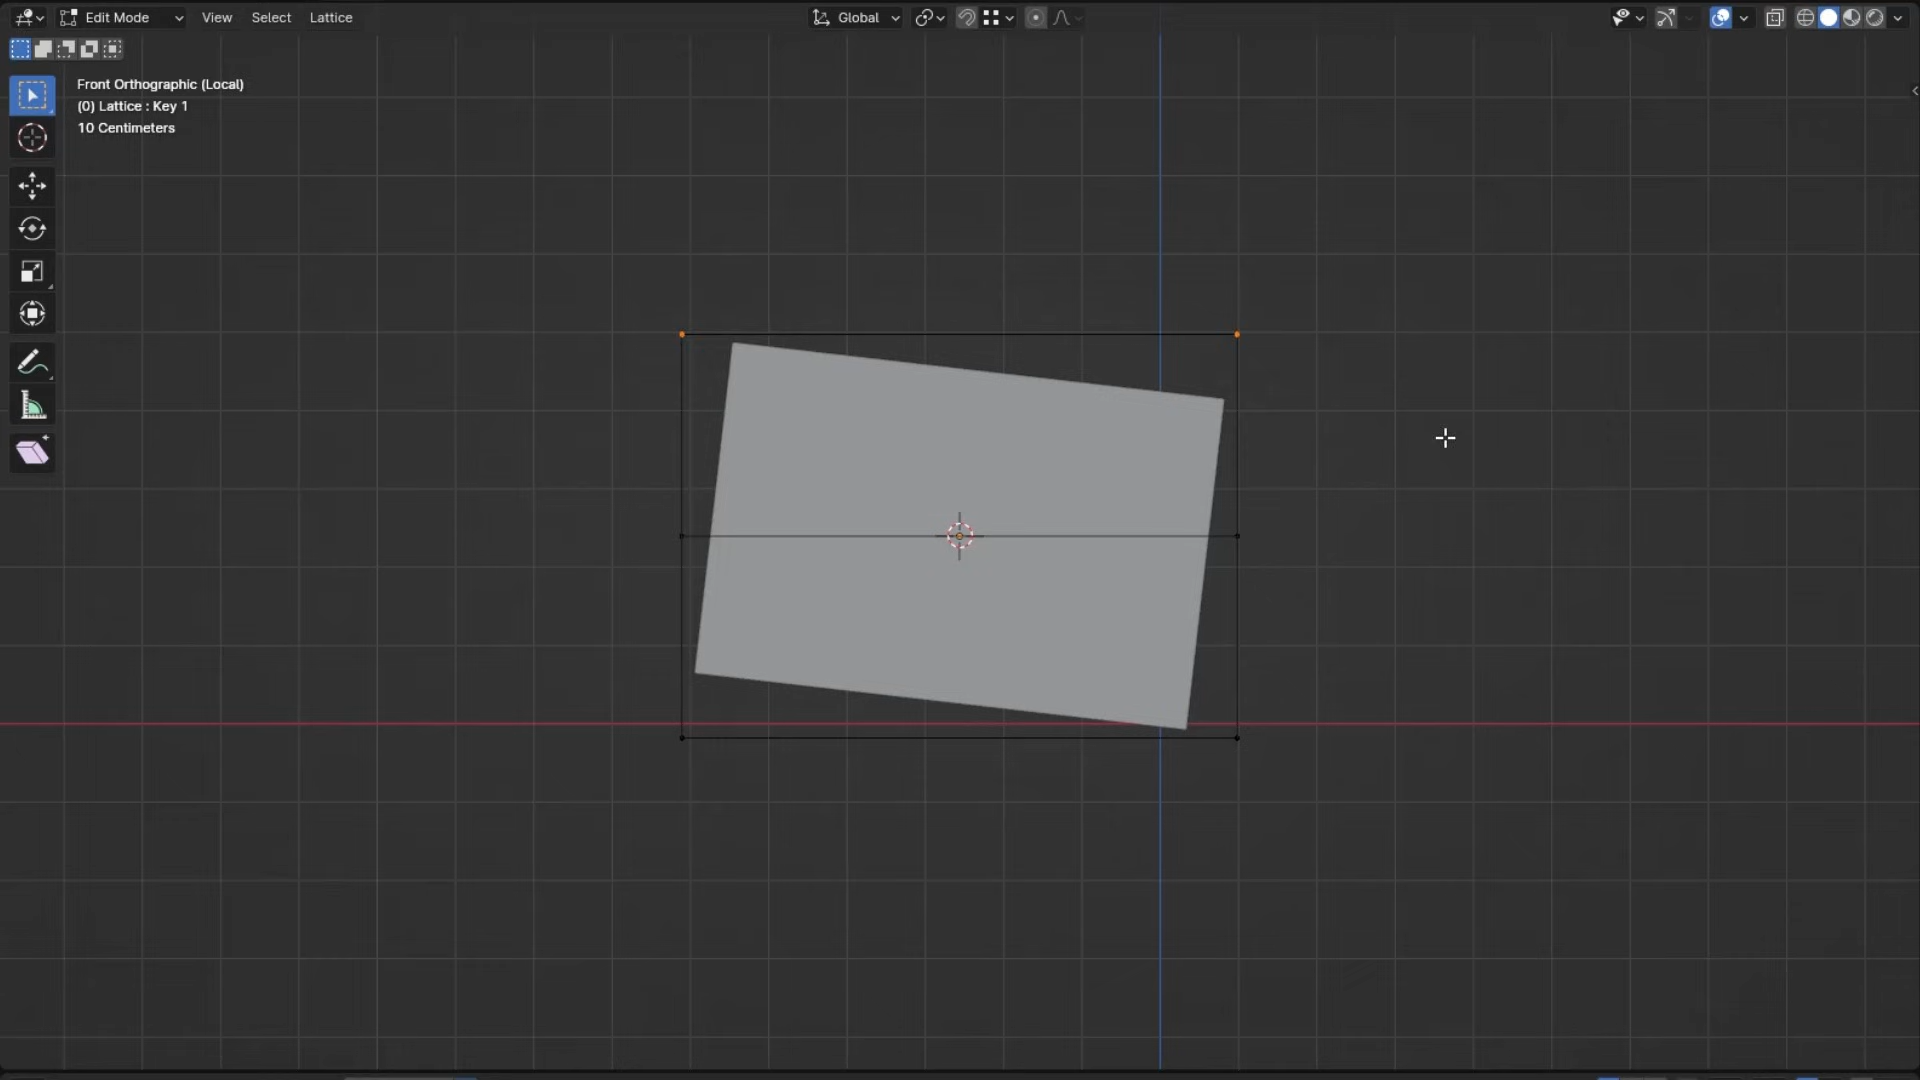 Edit Mode View Select Lattice Global
Front Orthographic (Local)
(0) Lattice : Key 1
10 Centimeters